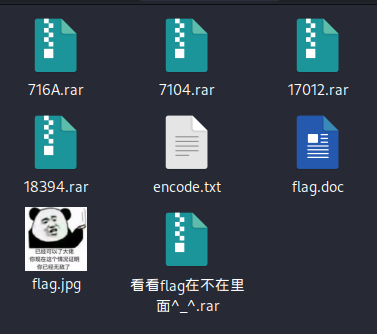 716A.rar
7104.rar
17012.rar
18394.rar
encode.txt
flag.doc
已经可以了大佬
你现在这个情况证明
你已经无敌了
flag.jpg
看看flag在不在里
面^_^.rar